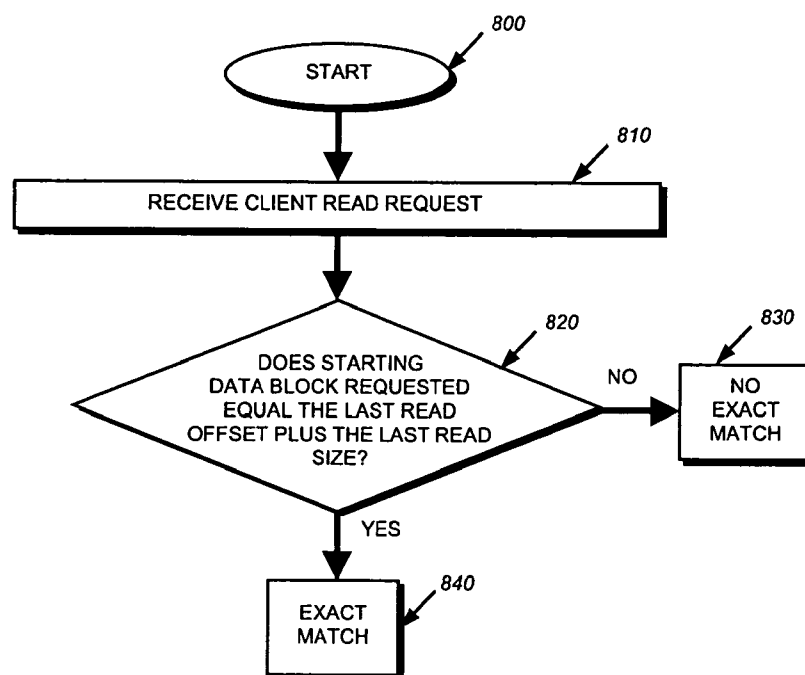 800
START
810
RECEIVE CLIENT READ REQUEST
820
DOES STARTING
DATA BLOCK REQUESTED
EQUAL THE LAST READ
OFFSET PLUS THE LAST READ
SIZE?
NO
830
NO
EXACT
MATCH
YES
840
EXACT
MATCH